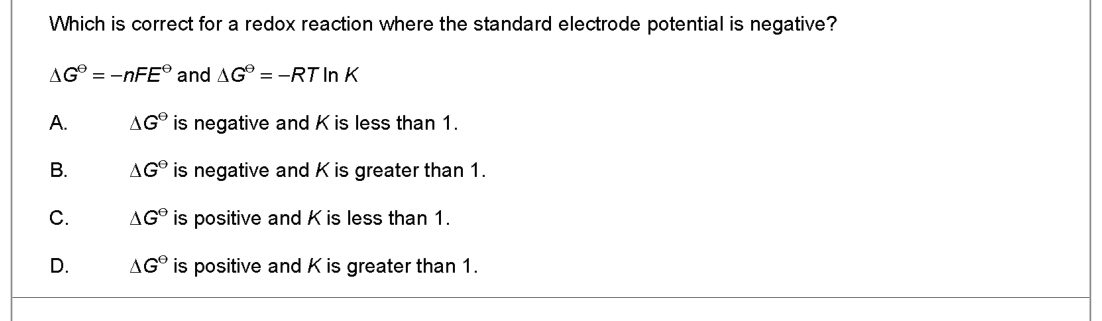 Which is correct for a redox reaction where the standard electrode potential is negative?
ΔG⊖ = −nFE⊖ and ΔG⊖ = −RT ln K
A. ΔG⊖ is negative and K is less than 1.
B. ΔG⊖ is negative and K is greater than 1.
C. ΔG⊖ is positive and K is less than 1.
D. ΔG⊖ is positive and K is greater than 1.